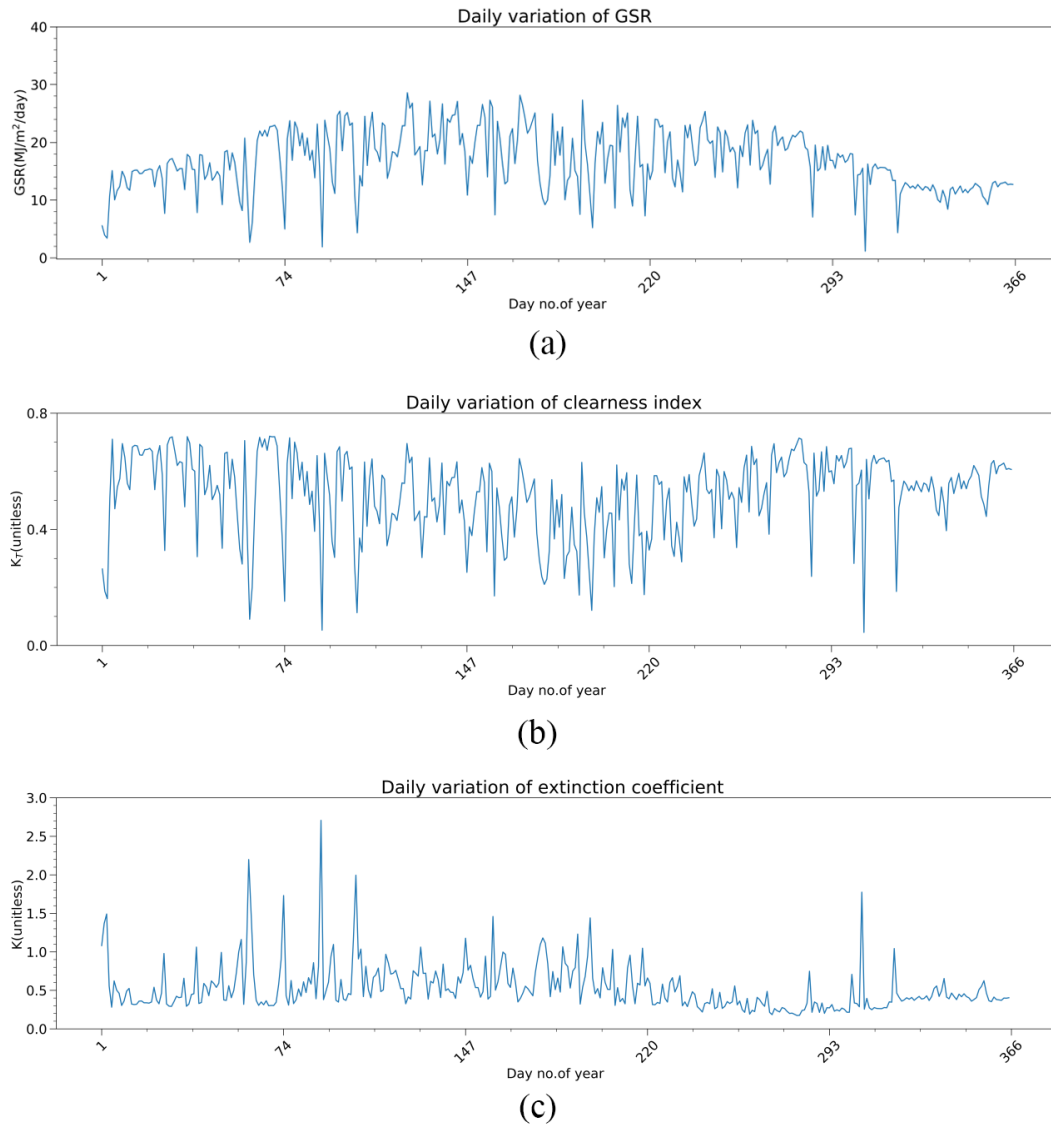 Daily variation of GSR
40
30
20
10
0
GSR(MJ/m²/day)
1 74 147 220 293 366
Day no.of year
(a)
Daily variation of clearness index
0.8
0.4
0.0
K_T(unitless)
1 74 147 220 293 366
Day no.of year
(b)
Daily variation of extinction coefficient
3.0
2.5
2.0
1.5
1.0
0.5
0.0
K(unitless)
1 74 147 220 293 366
Day no.of year
(c)